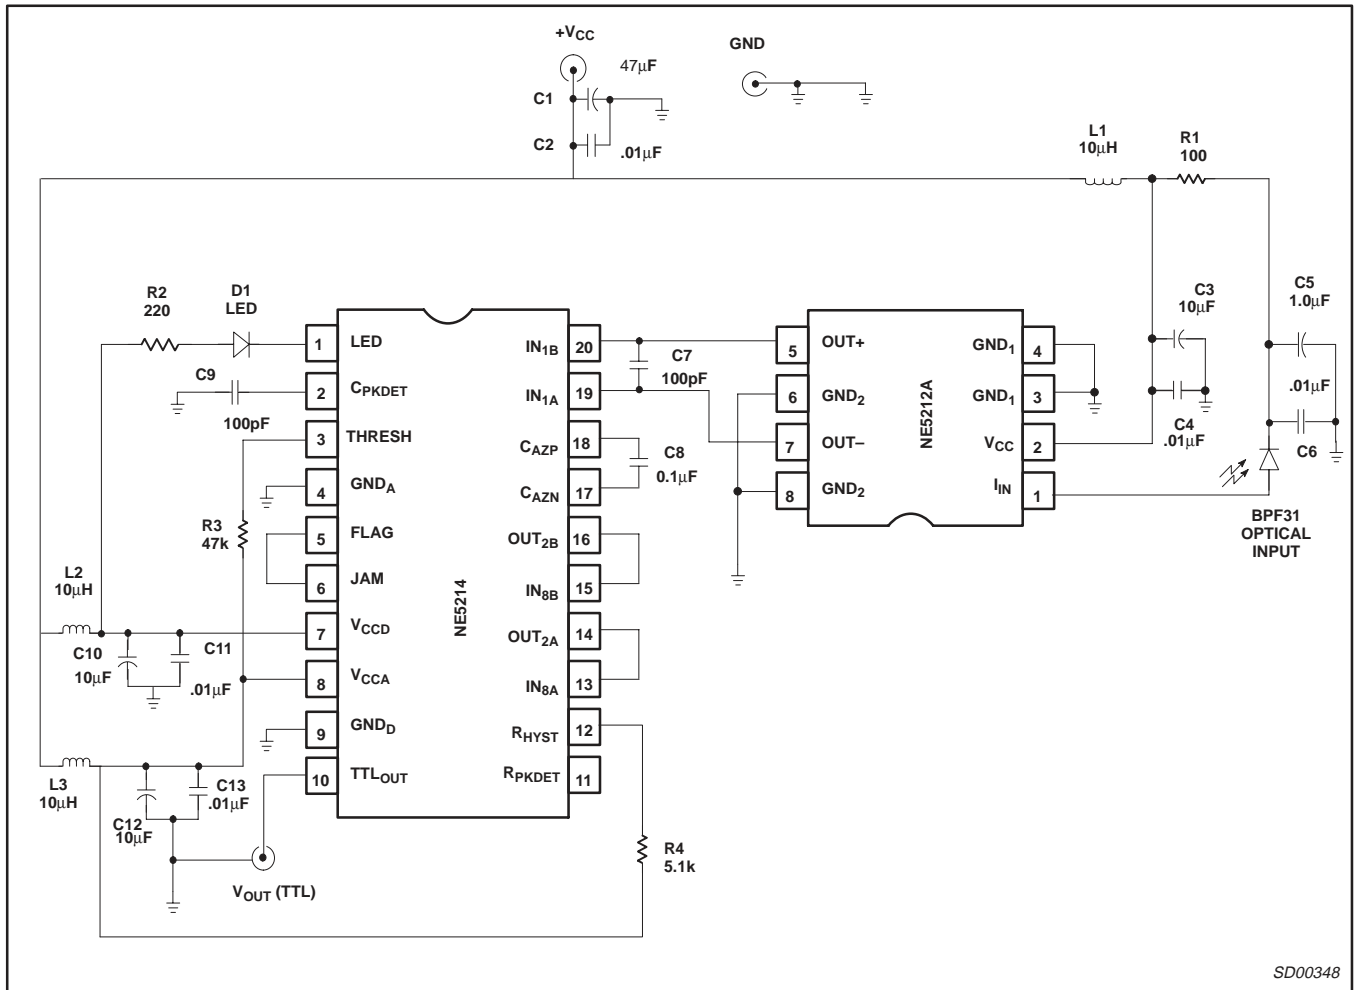 +VCC
GND
47µF
C1
C2
.01µF
L1
10µH
R1
100
R2
220
D1
LED
C3
10µF
C5
1.0µF
1
LED
IN1B
20
C7
100pF
5
OUT+
GND1
4
C9
100pF
2
CPKDET
IN1A
19
6
GND2
GND1
3
C4
.01µF
.01µF
C6
3
THRESH
CAZP
18
C8
0.1µF
7
OUT–
NE5212A
VCC
2
4
GNDA
CAZN
17
8
GND2
IIN
1
R3
47k
5
FLAG
OUT2B
16
BPF31
OPTICAL
INPUT
L2
10µH
6
JAM
IN8B
15
NE5214
7
VCCD
OUT2A
14
C10
10µF
C11
.01µF
8
VCCA
IN8A
13
9
GNDD
RHYST
12
L3
10µH
10
TTLOUT
RPKDET
11
C13
.01µF
C12
10µF
R4
5.1k
VOUT (TTL)
SD00348